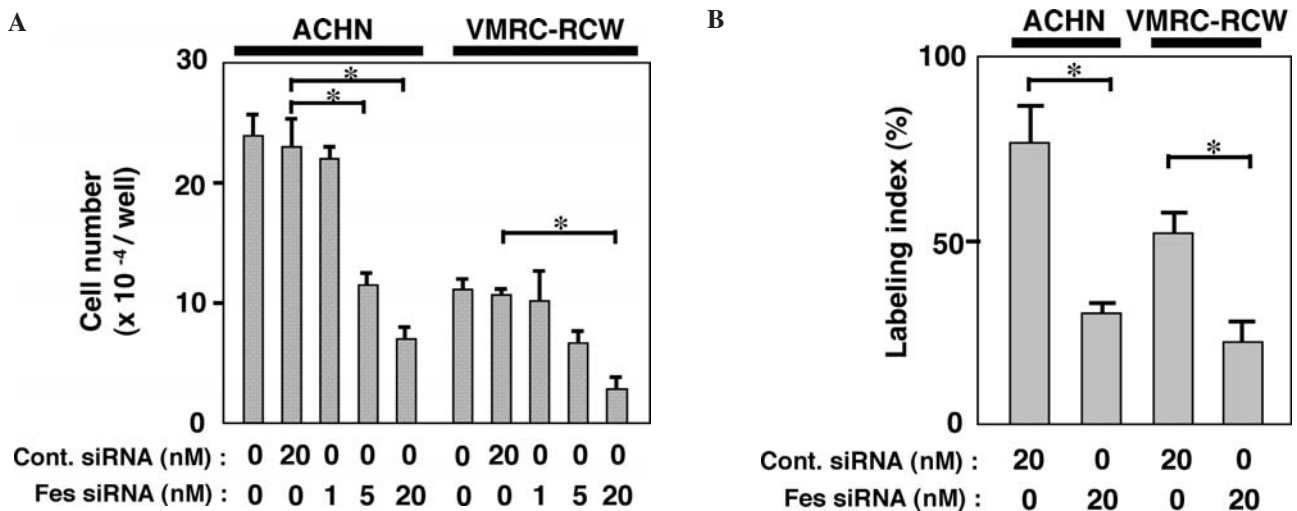 A
ACHN VMRC-RCW
30
20
10
0
Cell number
(x 10 -4 / well)
* * *
Cont. siRNA (nM) : 0 20 0 0 0 0 20 0 0 0
Fes siRNA (nM) : 0 0 1 5 20 0 0 1 5 20
B
ACHN VMRC-RCW
100
50
0
Labeling index (%)
* *
Cont. siRNA (nM) : 20 0 20 0
Fes siRNA (nM) : 0 20 0 20